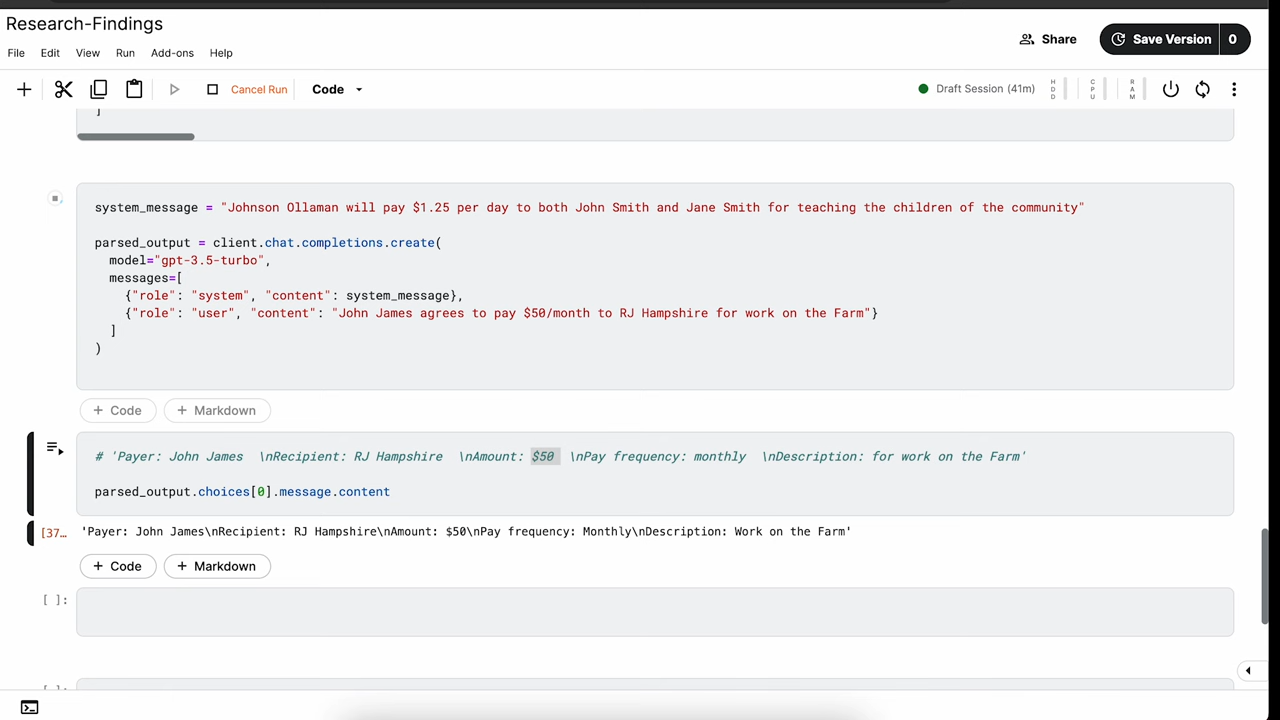 Research-Findings
File Edit View Run Add-ons Help
Share
Save Version 0
Cancel Run
Code
Draft Session (41m)
HDD
CPU
RAM
]
system_message = "Johnson Ollaman will pay $1.25 per day to both John Smith and Jane Smith for teaching the children of the community"
parsed_output = client.chat.completions.create(
model="gpt-3.5-turbo",
messages=[
{"role": "system", "content": system_message},
{"role": "user", "content": "John James agrees to pay $50/month to RJ Hampshire for work on the Farm"}
]
)
+ Code + Markdown
# 'Payer: John James  \nRecipient: RJ Hampshire  \nAmount: $50  \nPay frequency: monthly  \nDescription: for work on the Farm'
parsed_output.choices[0].message.content
[37… 'Payer: John James\nRecipient: RJ Hampshire\nAmount: $50\nPay frequency: Monthly\nDescription: Work on the Farm'
+ Code + Markdown
[ ]:
[ ]: